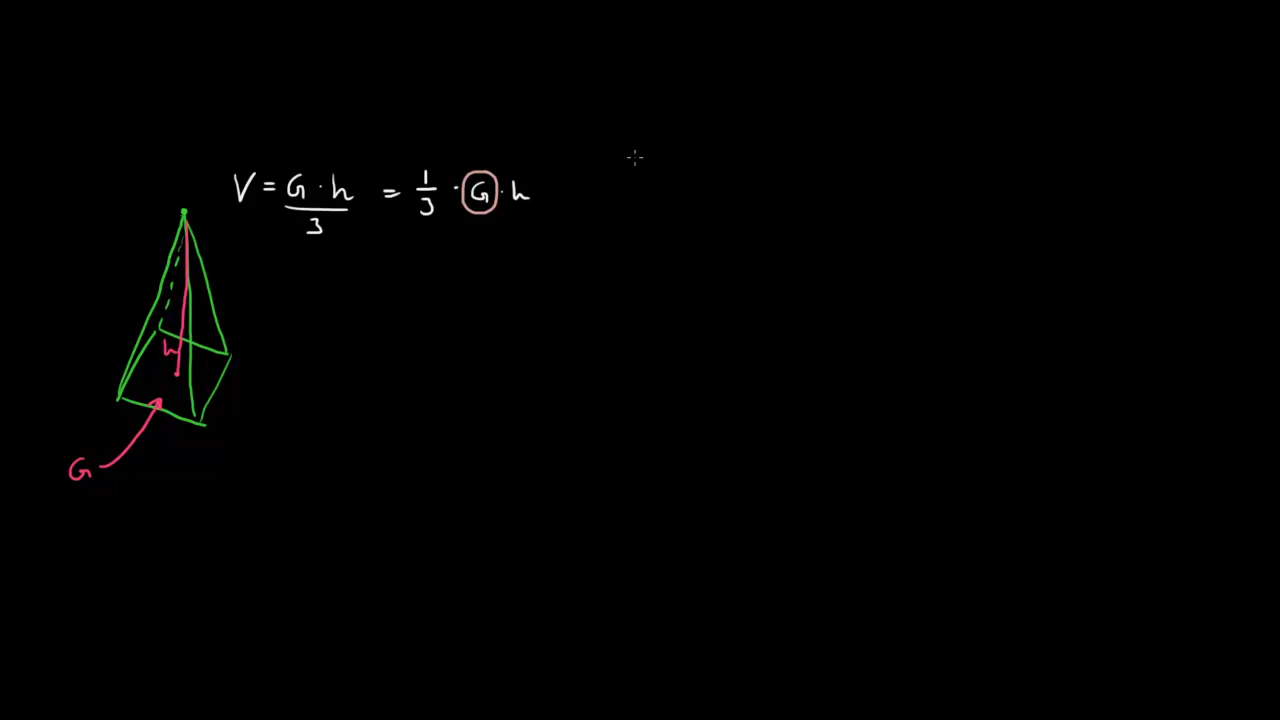 V = G · h / 3 = 1/3 · G · h
h
G